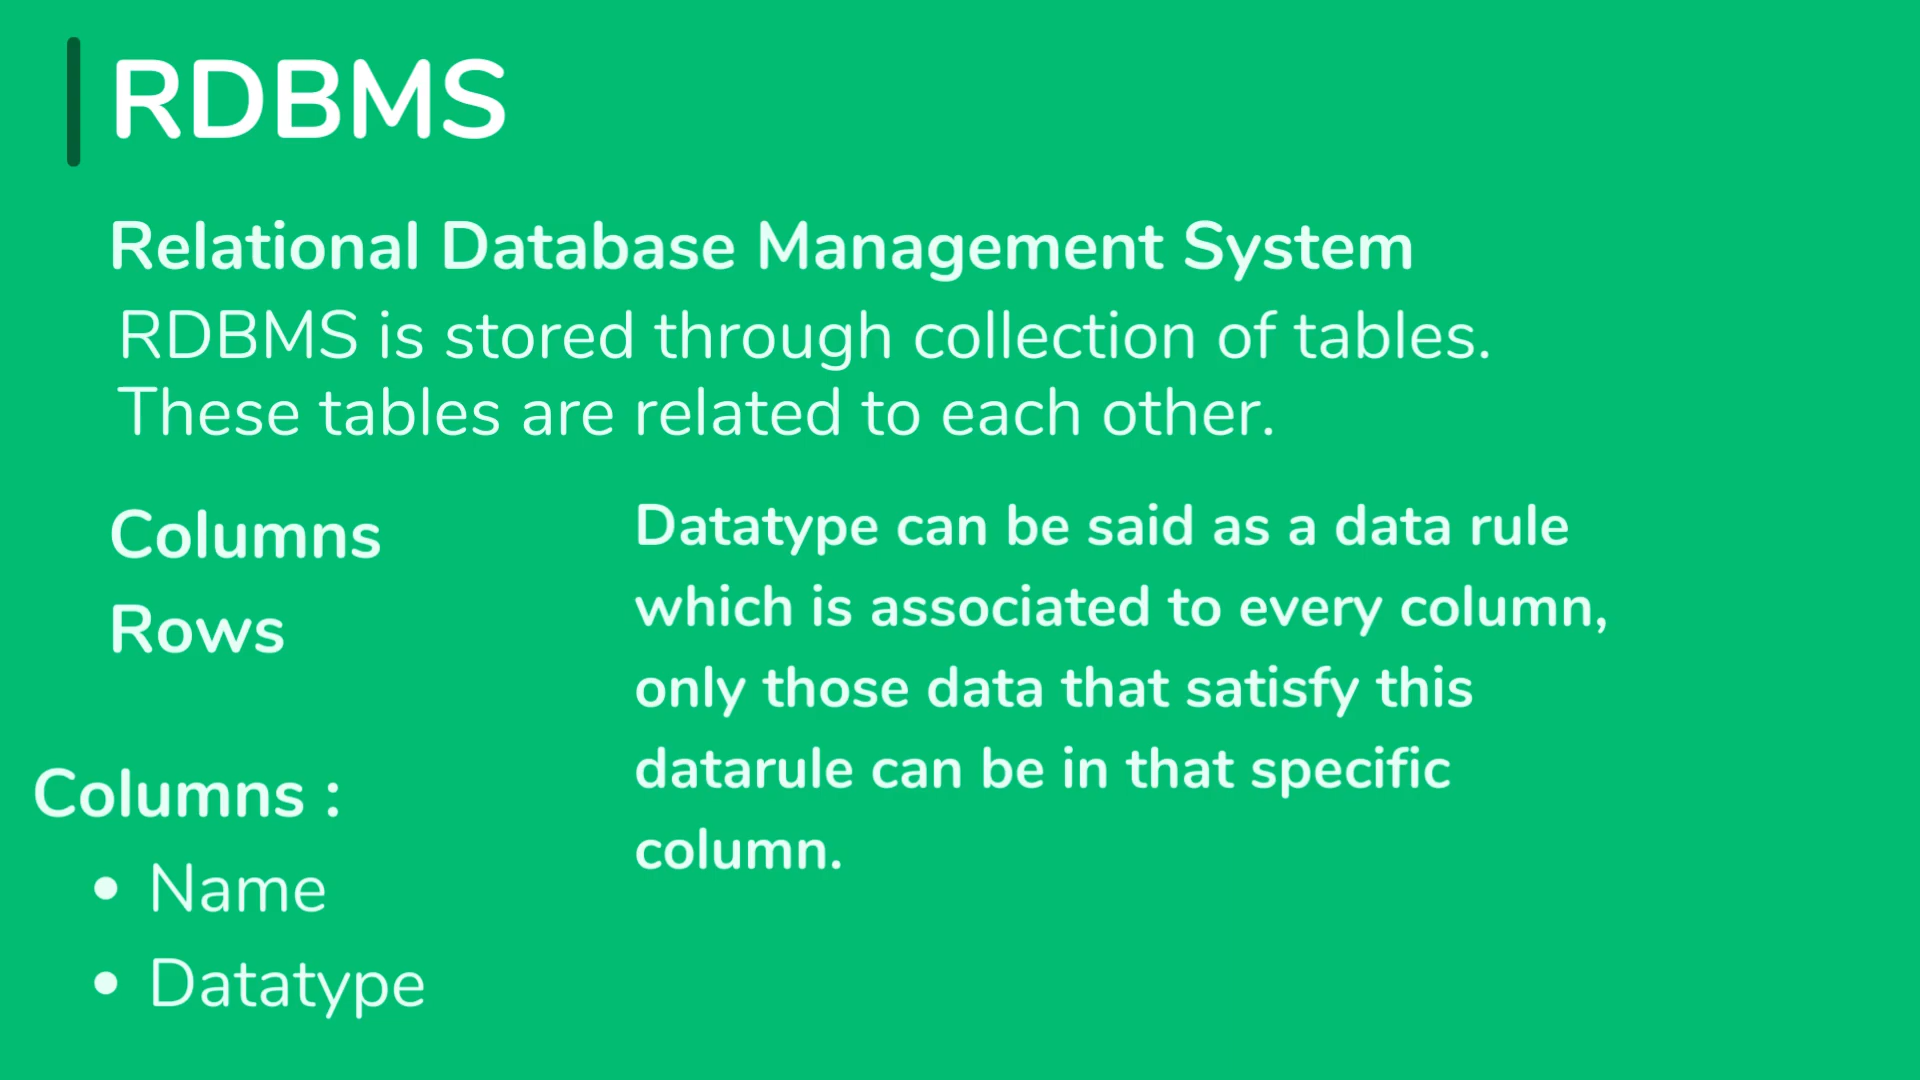 RDBMS
Relational Database Management System
RDBMS is stored through collection of tables.
These tables are related to each other.
Columns
Rows
Columns :
• Name
• Datatype
Datatype can be said as a data rule
which is associated to every column,
only those data that satisfy this
datarule can be in that specific
column.